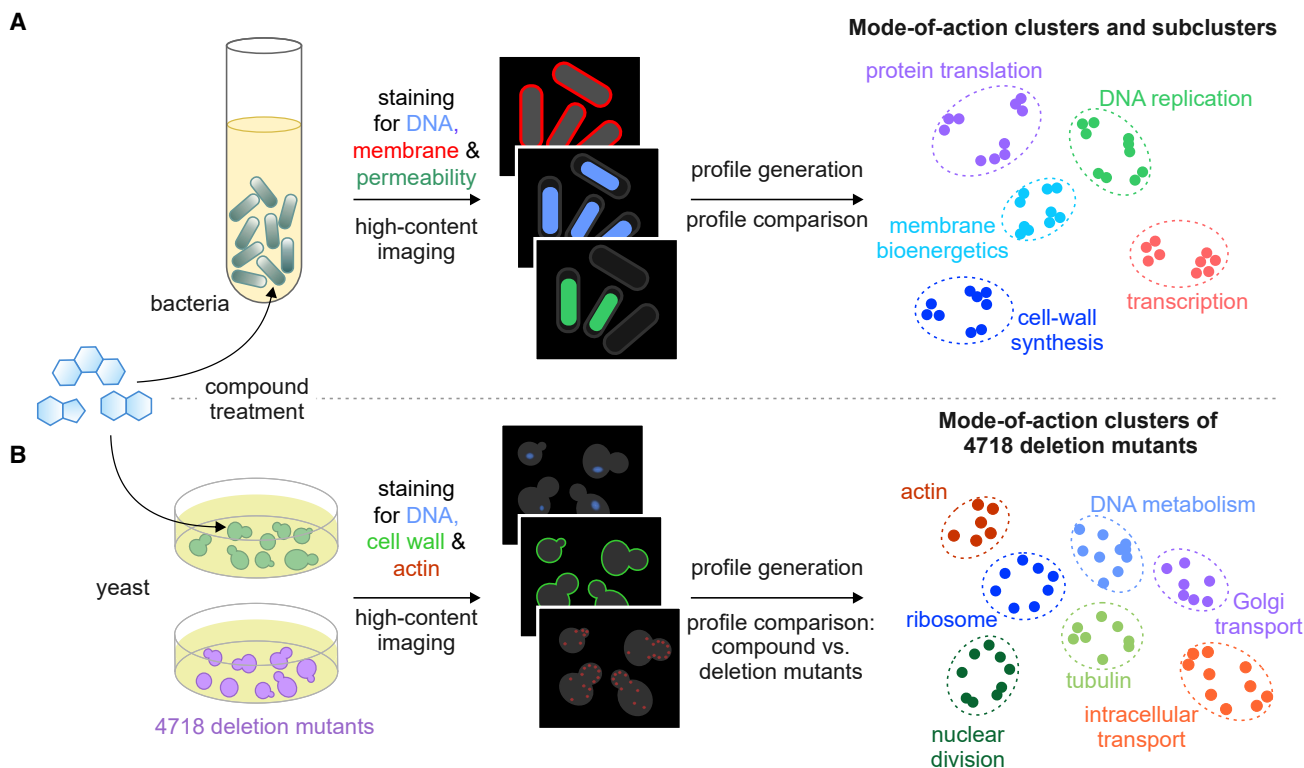 A
staining
for DNA,
membrane &
permeability
high-content
imaging
bacteria
profile generation
profile comparison
Mode-of-action clusters and subclusters
protein translation
DNA replication
membrane
bioenergetics
transcription
cell-wall
synthesis
compound
treatment
B
yeast
4718 deletion mutants
staining
for DNA,
cell wall &
actin
high-content
imaging
profile generation
profile comparison:
compound vs.
deletion mutants
Mode-of-action clusters of
4718 deletion mutants
actin
DNA metabolism
ribosome
Golgi
transport
tubulin
nuclear
division
intracellular
transport